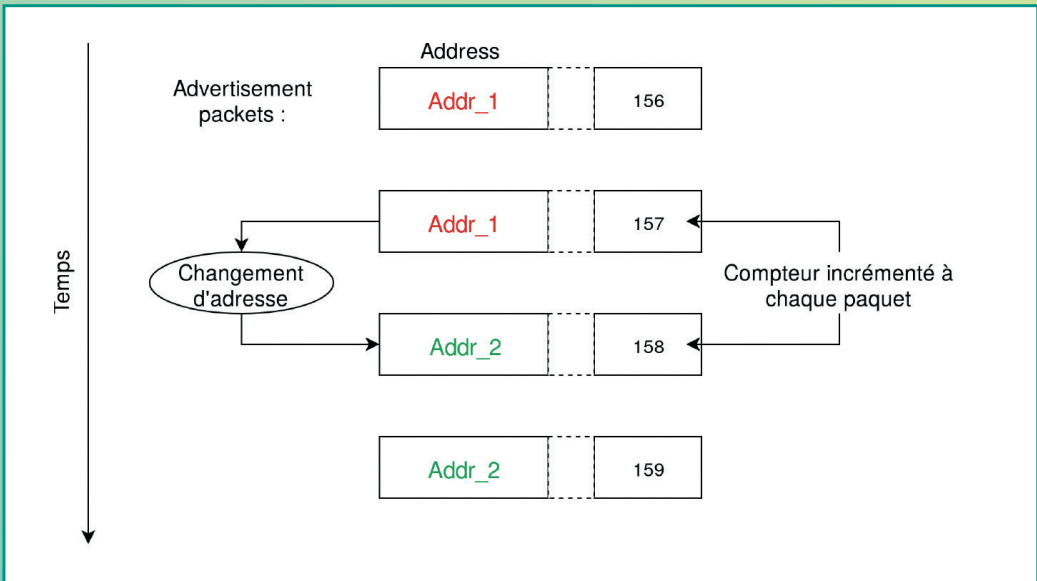 Address
Advertisement
packets :
Addr_1
156
Addr_1
157
Changement
d'adresse
Temps
Compteur incrémenté à
chaque paquet
Addr_2
158
Addr_2
159